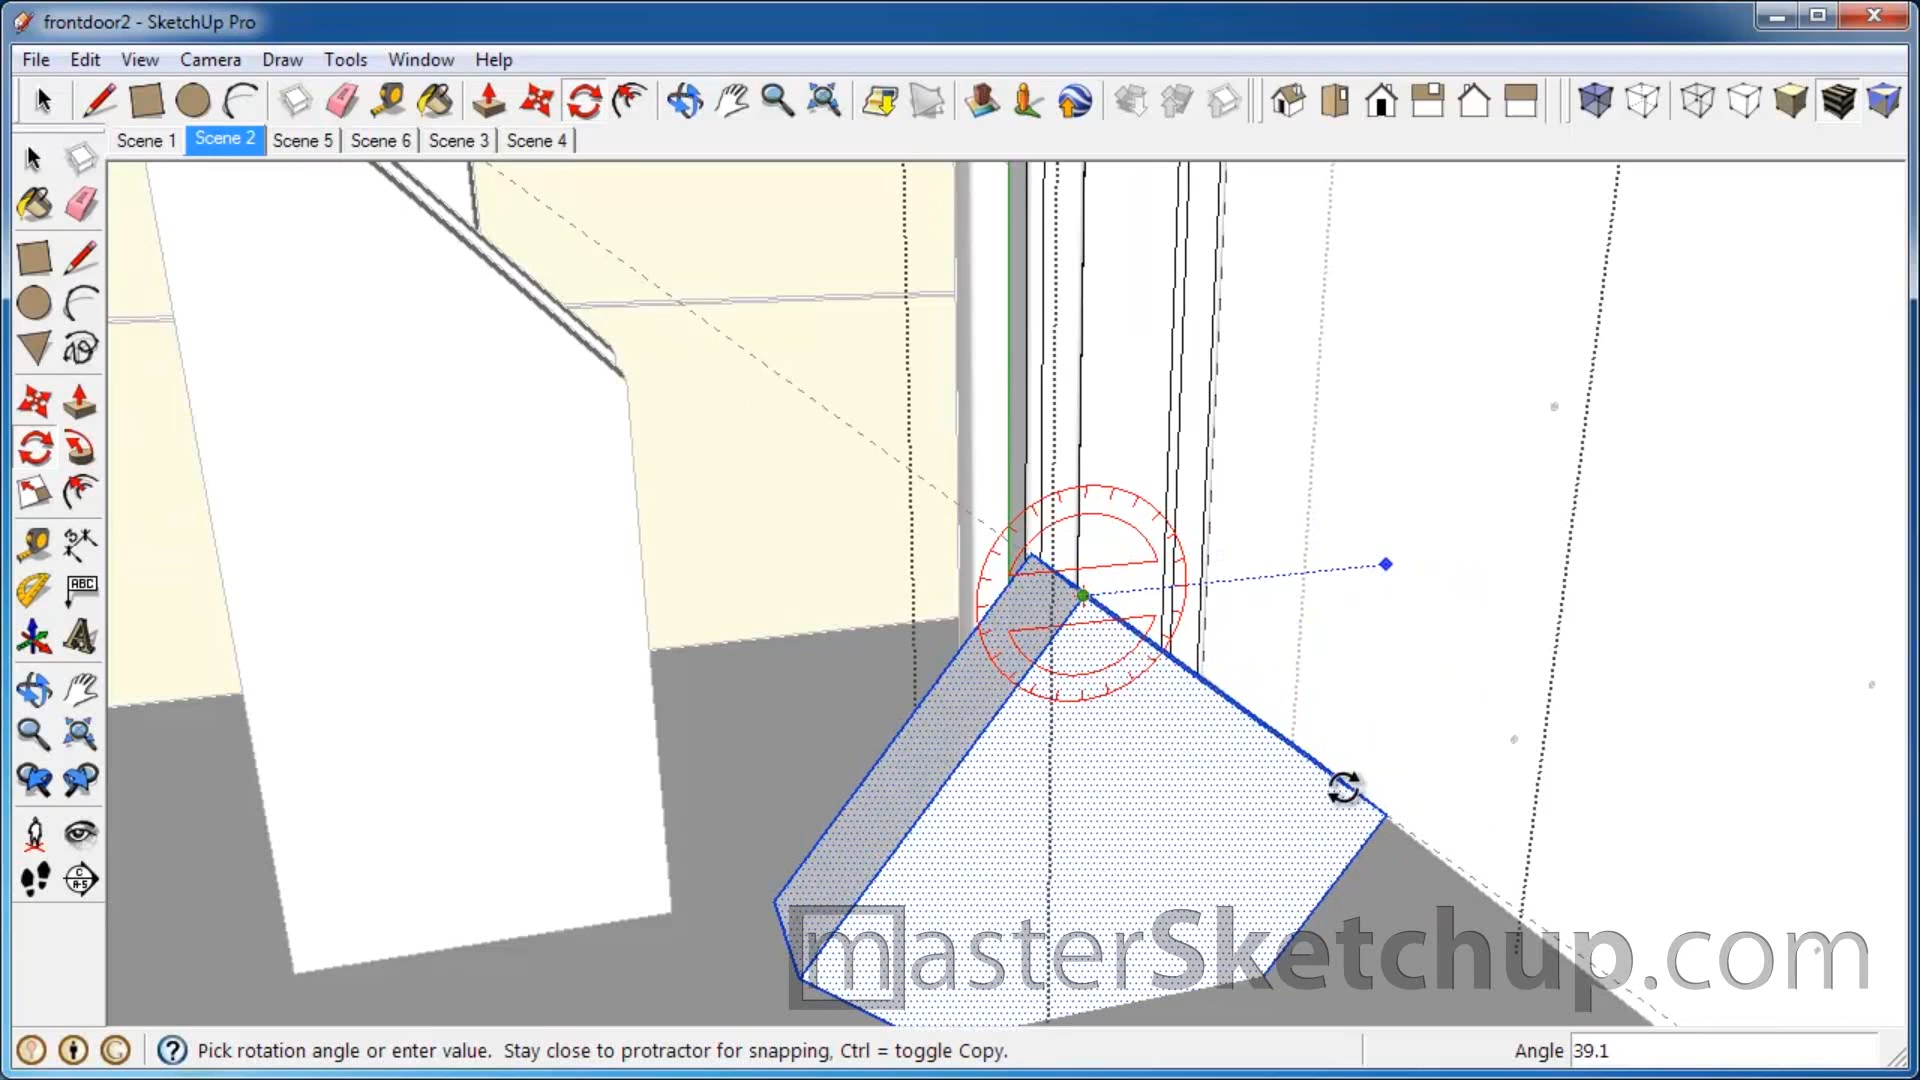 frontdoor2 - SketchUp Pro
File Edit View Camera Draw Tools Window Help
Scene 1 Scene 2 Scene 5 Scene 6 Scene 3 Scene 4
ABC
masterSketchup.com
Pick rotation angle or enter value. Stay close to protractor for snapping, Ctrl = toggle Copy.
Angle 39.1